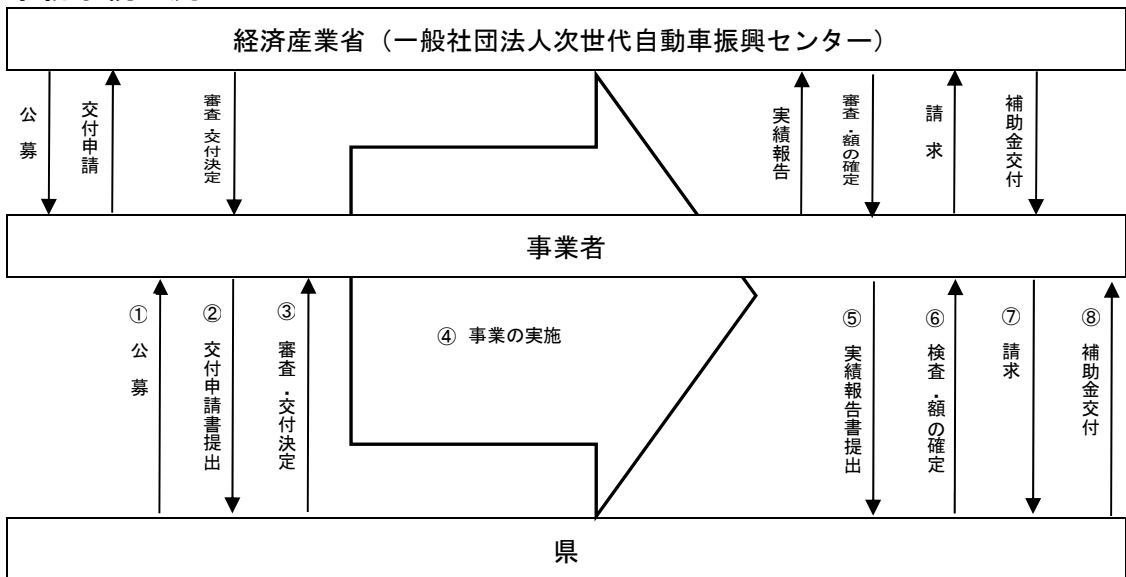 経済産業省（一般社団法人次世代自動車振興センター）
公募
交付申請
審査・交付決定
実績報告
審査・額の確定
請求
補助金交付
事業者
① 公募
② 交付申請書提出
③ 審査・交付決定
④ 事業の実施
⑤ 実績報告書提出
⑥ 検査・額の確定
⑦ 請求
⑧ 補助金交付
県